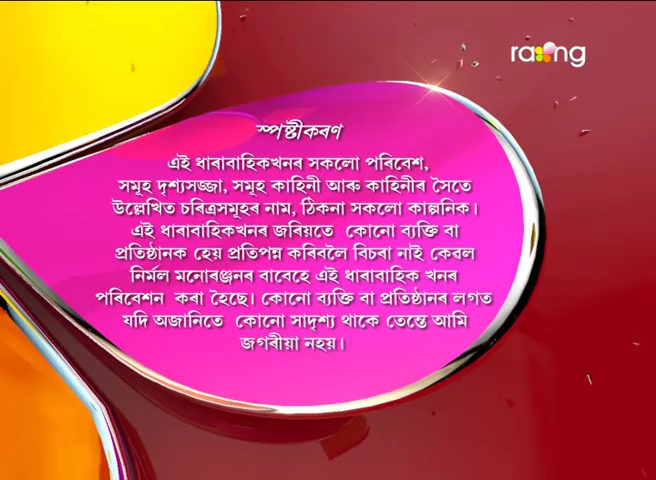 rang
স্পষ্টীকৰণ
এই ধাৰাবাহিকখনৰ সকলো পৰিবেশ,
সমূহ দৃশ্যসজ্জা, সমূহ কাহিনী আৰু কাহিনীৰ সৈতে
উল্লেখিত চৰিত্ৰসমূহৰ নাম, ঠিকনা সকলো কাল্পনিক।
এই ধাৰাবাহিকখনৰ জৰিয়তে কোনো ব্যক্তি বা
প্ৰতিষ্ঠানক হেয় প্ৰতিপন্ন কৰিবলৈ বিচৰা নাই কেৱল
নিৰ্মল মনোৰঞ্জনৰ বাবেহে এই ধাৰাবাহিক খনৰ
পৰিবেশন কৰা হৈছে। কোনো ব্যক্তি বা প্ৰতিষ্ঠানৰ লগত
যদি অজানিতে কোনো সাদৃশ্য থাকে তেন্তে আমি
জগৰীয়া নহয়।